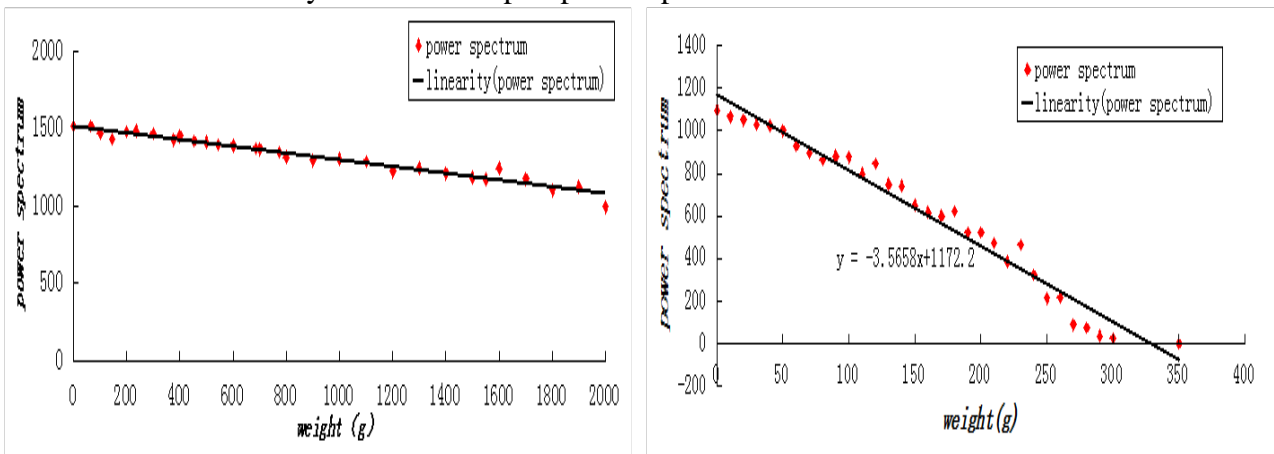 2000
1500
1000
500
0
power spectrum
power spectrum
linearity(power spectrum)
0 200 400 600 800 1000 1200 1400 1600 1800 2000
weight (g)
1400
1200
1000
800
600
400
200
0
-200
power spectrum
power spectrum
linearity(power spectrum)
y = -3.5658x+1172.2
0 50 100 150 200 250 300 350 400
weight(g)